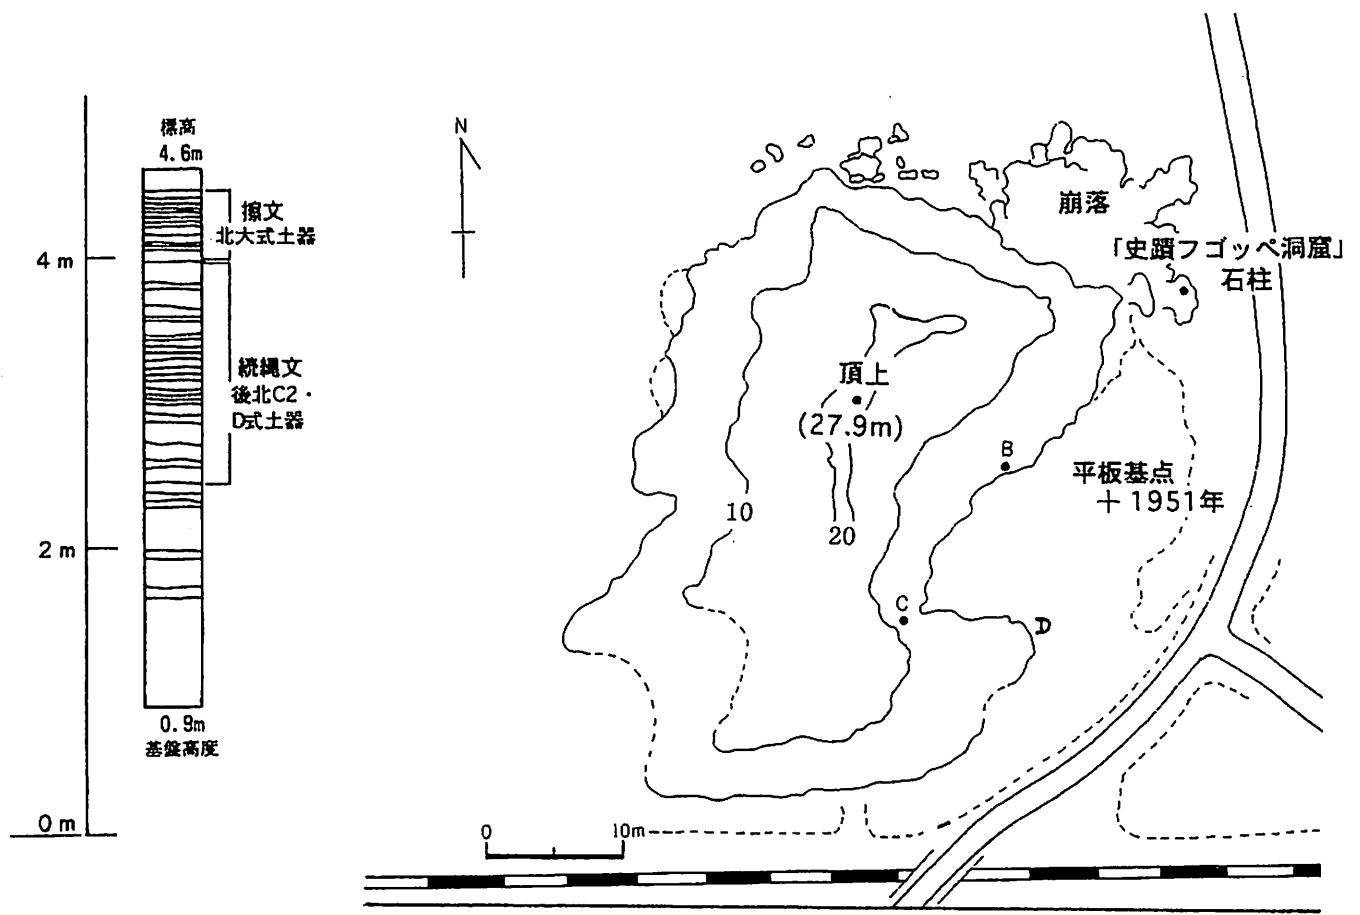 標高
4.6m
擦文
北大式土器
4m
続縄文
後北C2・
D式土器
2m
0.9m
基盤高度
0m
N
崩落
「史蹟フゴッペ洞窟」
石柱
頂上
(27.9m)
B
平板基点
＋1951年
10
20
C
D
0
10m